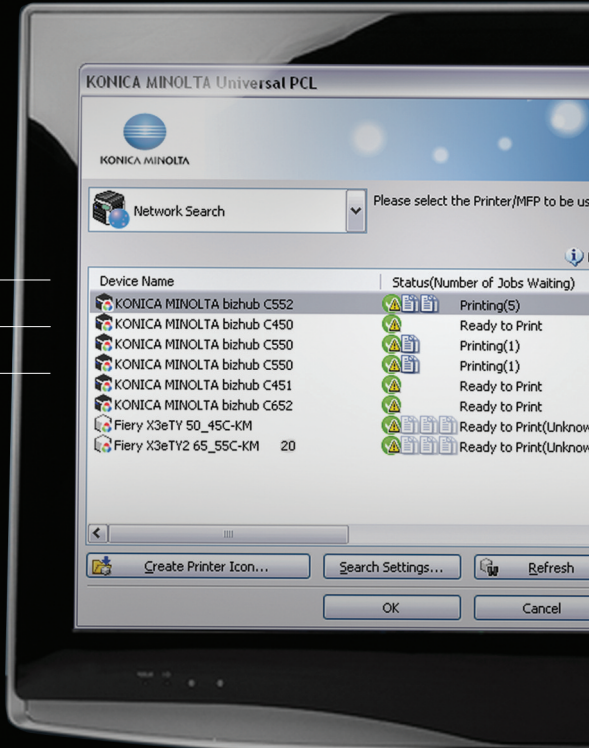 KONICA MINOLTA Universal PCL
KONICA MINOLTA
Network Search
Please select the Printer/MFP to be us
Device Name Status(Number of Jobs Waiting)
KONICA MINOLTA bizhub C552 Printing(5)
KONICA MINOLTA bizhub C450 Ready to Print
KONICA MINOLTA bizhub C550 Printing(1)
KONICA MINOLTA bizhub C550 Printing(1)
KONICA MINOLTA bizhub C451 Ready to Print
KONICA MINOLTA bizhub C652 Ready to Print
Fiery X3eTY 50_45C-KM Ready to Print(Unknow
Fiery X3eTY2 65_55C-KM 20 Ready to Print(Unknow
Create Printer Icon... Search Settings... Refresh
OK Cancel